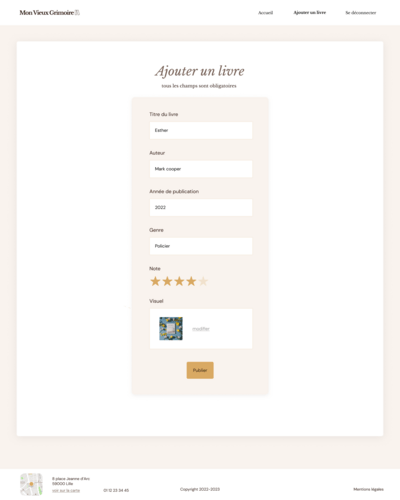 Mon Vieux Grimoire
Accueil
Ajouter un livre
Se déconnecter
Ajouter un livre
tous les champs sont obligatoires
Titre du livre
Esther
Auteur
Mark cooper
Année de publication
2022
Genre
Policier
Note
Visuel
modifier
Publier
8 place Jeanne d'Arc
59000 Lille
voir sur la carte
01 12 23 34 45
Copyright 2022-2023
Mentions légales